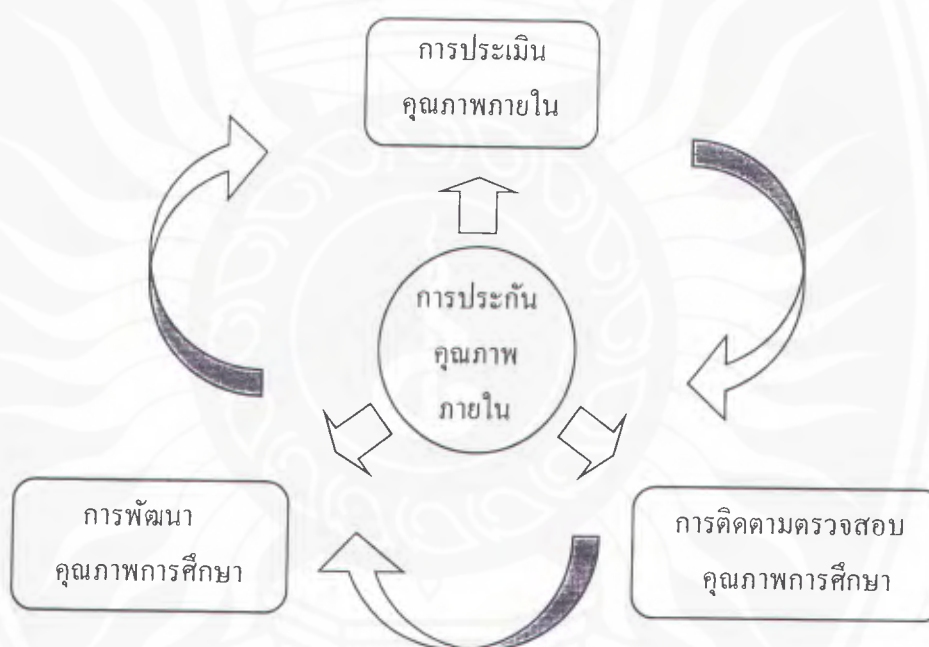 การประเมิน
คุณภาพภายใน
การประกัน
คุณภาพ
ภายใน
การพัฒนา
คุณภาพการศึกษา
การติดตามตรวจสอบ
คุณภาพการศึกษา